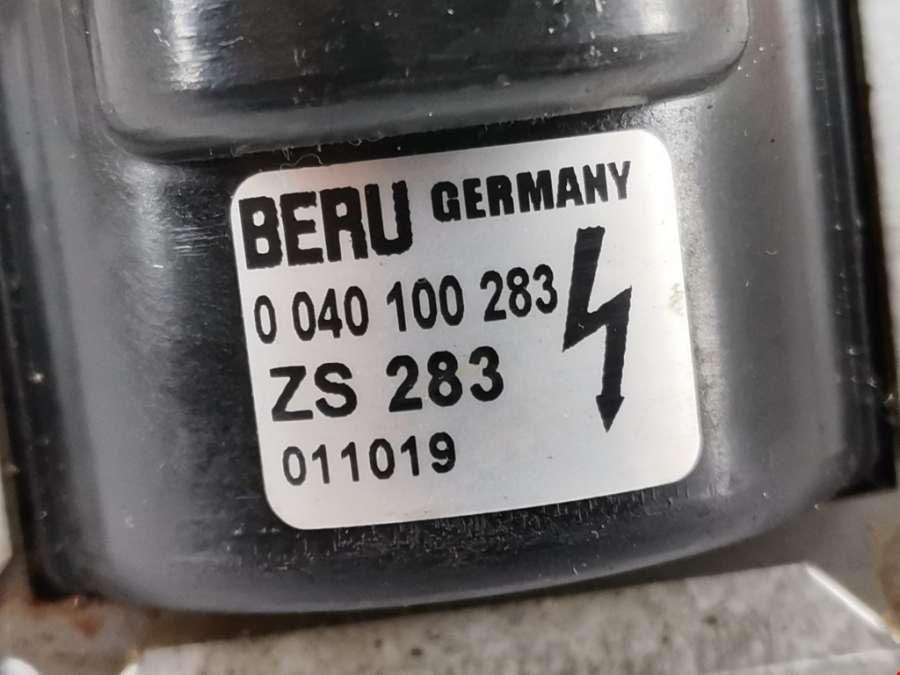 BERU GERMANY
0 040 100 283
ZS 283
011019